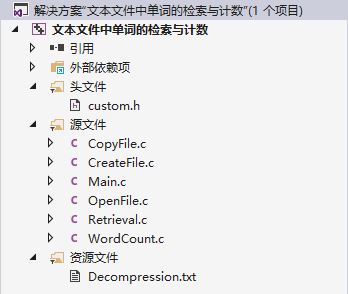 解决方案"文本文件中单词的检索与计数"(1 个项目)
文本文件中单词的检索与计数
引用
外部依赖项
头文件
custom.h
源文件
CopyFile.c
CreateFile.c
Main.c
OpenFile.c
Retrieval.c
WordCount.c
资源文件
Decompression.txt